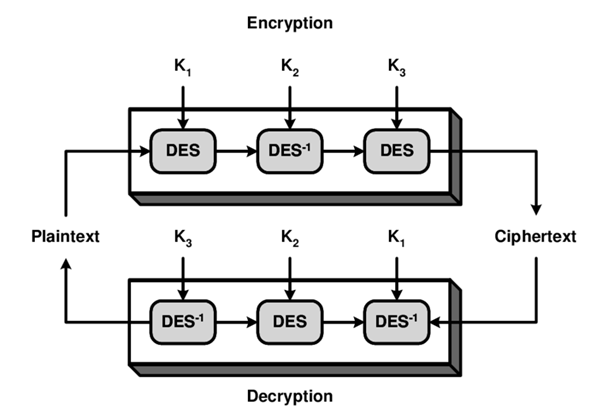 Encryption
K1 K2 K3
DES DES-1 DES
Plaintext K3 K2 K1 Ciphertext
DES-1 DES DES-1
Decryption